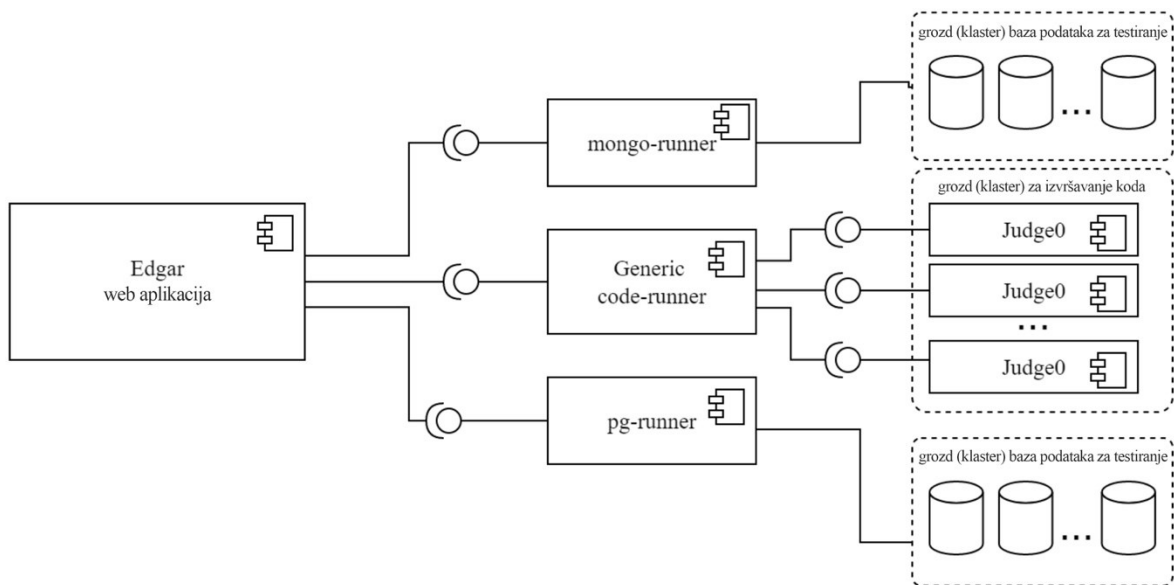 grozd (klaster) baza podataka za testiranje
...
mongo-runner
grozd (klaster) za izvršavanje koda
Edgar
web aplikacija
Generic
code-runner
Judge0
Judge0
...
Judge0
pg-runner
grozd (klaster) baza podataka za testiranje
...